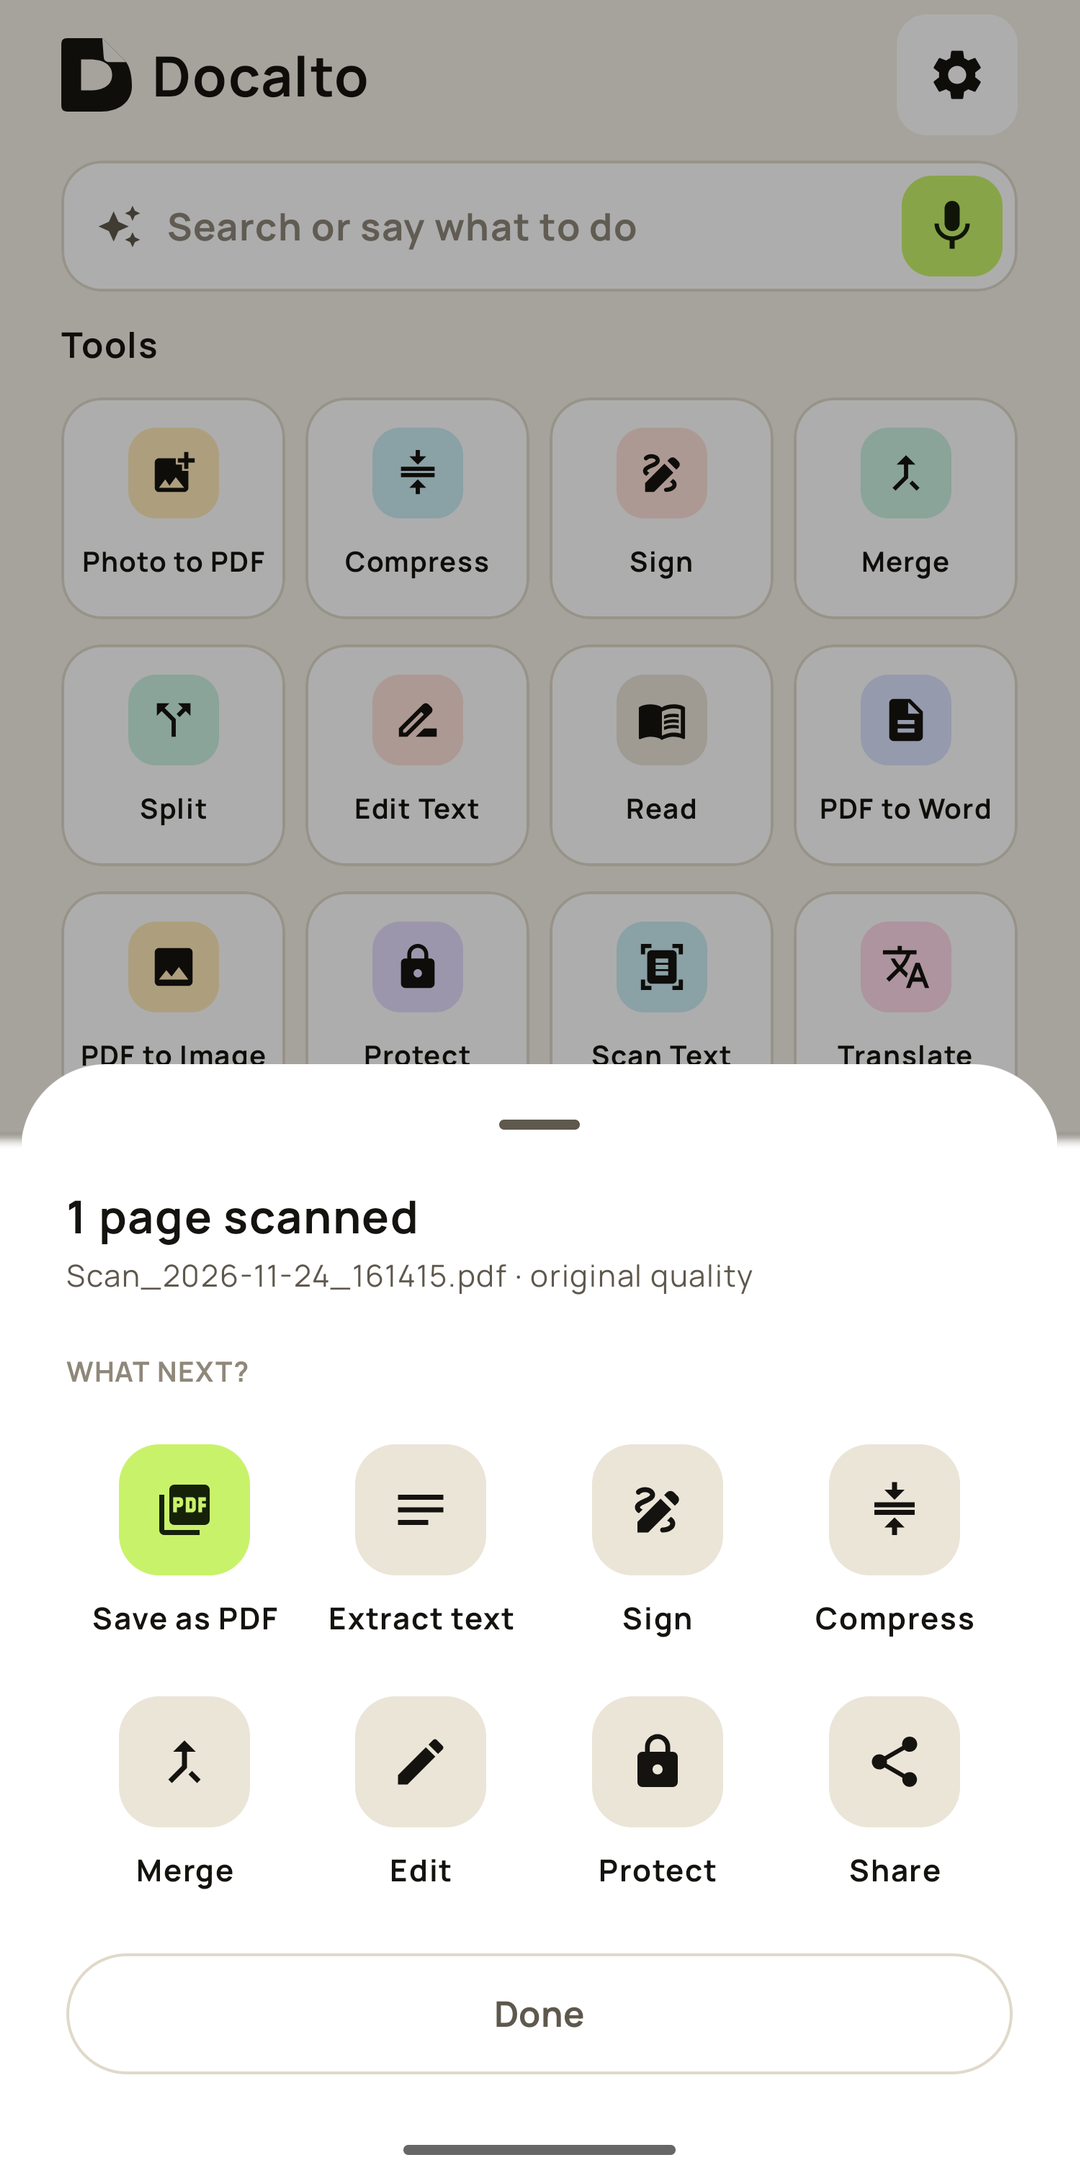 Docalto
Search or say what to do
Tools
Photo to PDF
Compress
Sign
Merge
Split
Edit Text
Read
PDF to Word
PDF to Image
Protect
Scan Text
Translate
1 page scanned
Scan_2026-11-24_161415.pdf · original quality
WHAT NEXT?
PDF
Save as PDF
Extract text
Sign
Compress
Merge
Edit
Protect
Share
Done